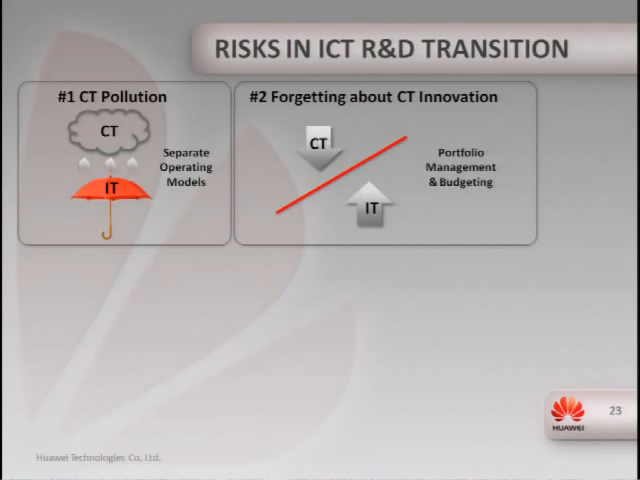 RISKS IN ICT R&D TRANSITION
#1 CT Pollution
CT
IT
Separate
Operating
Models
#2 Forgetting about CT Innovation
CT
IT
Portfolio
Management
& Budgeting
HUAWEI
23
Huawei Technologies Co, Ltd.